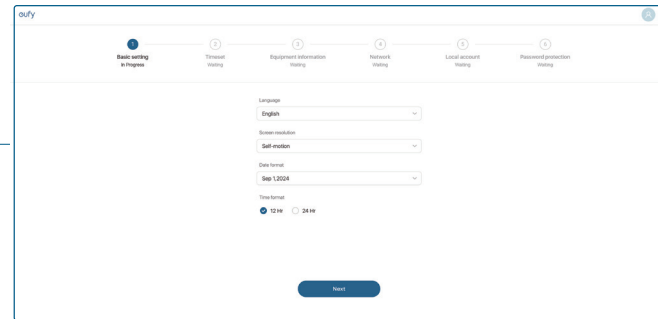 eufy
1 2 3 4 5 6
Basic setting Timeset Equipment information Network Local account Password protection
In Progress Waiting Waiting Waiting Waiting Waiting
Language
English
Screen resolution
Self-motion
Date format
Sep 1,2024
Time format
12 Hr 24 Hr
Next